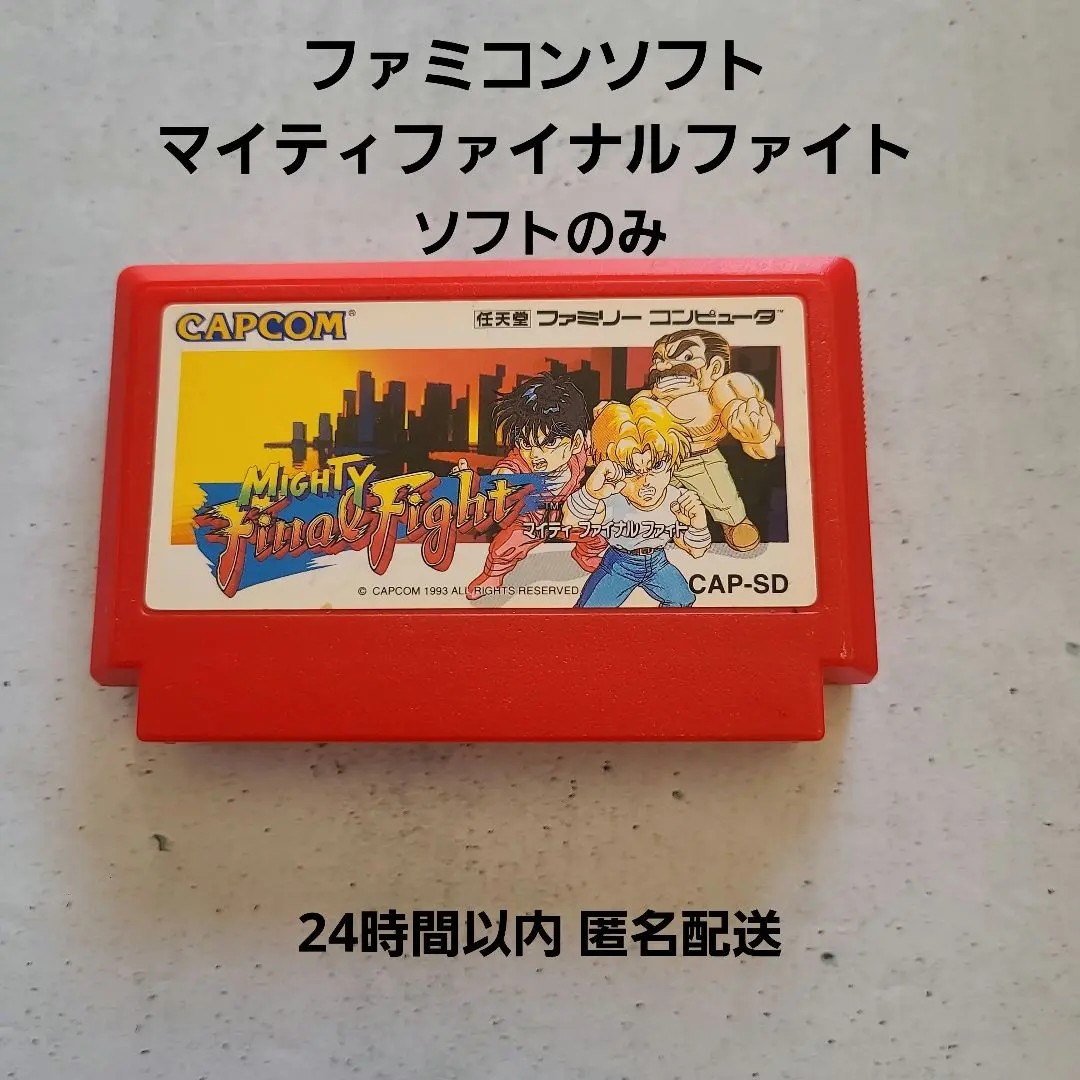 ファミコンソフト
マイティファイナルファイト
ソフトのみ
CAPCOM®
任天堂 ファミリー コンピュータ™
MIGHTY
Final Fight™
マイティ ファイナル ファイト
© CAPCOM 1993 ALL RIGHTS RESERVED
CAP-SD
24時間以内 匿名配送